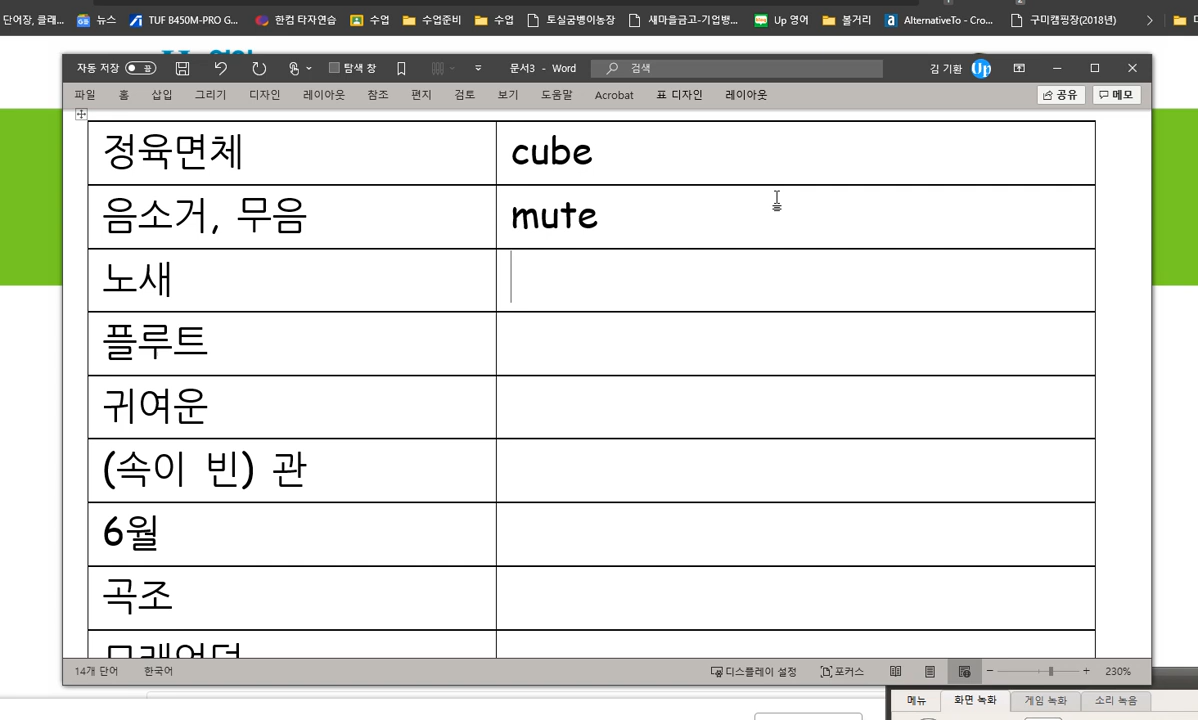 단어장, 클래... 뉴스 TUF B450M-PRO G... 한컴 타자연습 수업 수업준비 수업 토실굼벵이농장 새마을금고-기업뱅... Up 영어 볼거리 AlternativeTo - Cro... 구미캠핑장(2018년)
자동 저장 끔 탐색 창 문서3 - Word 검색 김 기환 Up
파일 홈 삽입 그리기 디자인 레이아웃 참조 편지 검토 보기 도움말 Acrobat 표 디자인 레이아웃 공유 메모
정육면체 cube
음소거, 무음 mute
노새
플루트
귀여운
(속이 빈) 관
6월
곡조
모래언덕
14개 단어 한국어 디스플레이 설정 포커스 230%
메뉴 화면 녹화 게임 녹화 소리 녹음